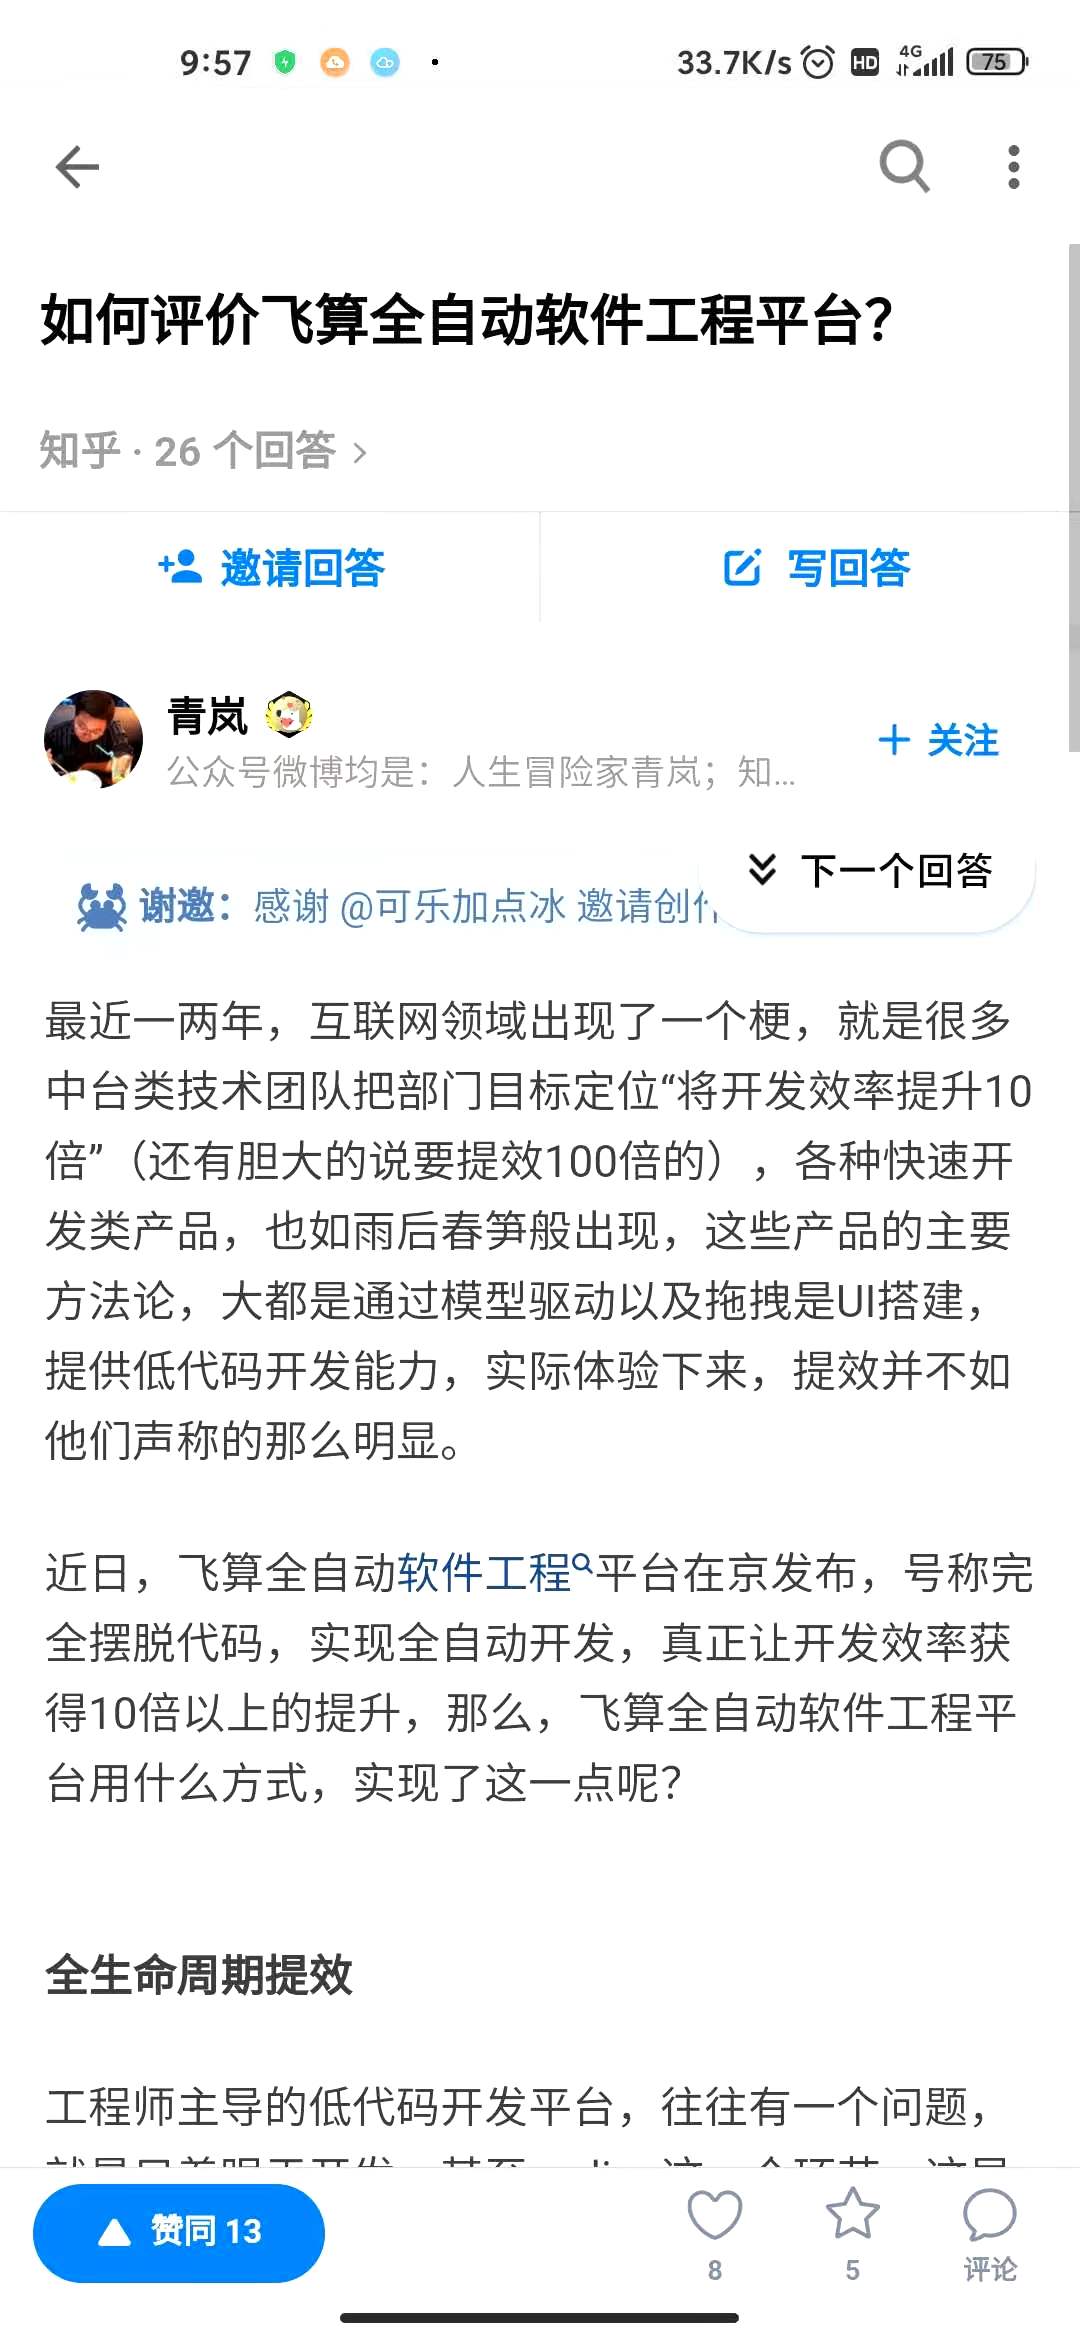 9:57
33.7K/s
HD
4G
75
如何评价飞算全自动软件工程平台？
知乎 · 26 个回答 >
邀请回答
写回答
青岚
公众号微博均是：人生冒险家青岚；知...
+ 关注
下一个回答
谢邀：感谢 @可乐加点冰 邀请创作
最近一两年，互联网领域出现了一个梗，就是很多
中台类技术团队把部门目标定位“将开发效率提升10
倍”（还有胆大的说要提效100倍的），各种快速开
发类产品，也如雨后春笋般出现，这些产品的主要
方法论，大都是通过模型驱动以及拖拽是UI搭建，
提供低代码开发能力，实际体验下来，提效并不如
他们声称的那么明显。
近日，飞算全自动软件工程平台在京发布，号称完
全摆脱代码，实现全自动开发，真正让开发效率获
得10倍以上的提升，那么，飞算全自动软件工程平
台用什么方式，实现了这一点呢？
全生命周期提效
工程师主导的低代码开发平台，往往有一个问题，
赞同 13
8
5
评论